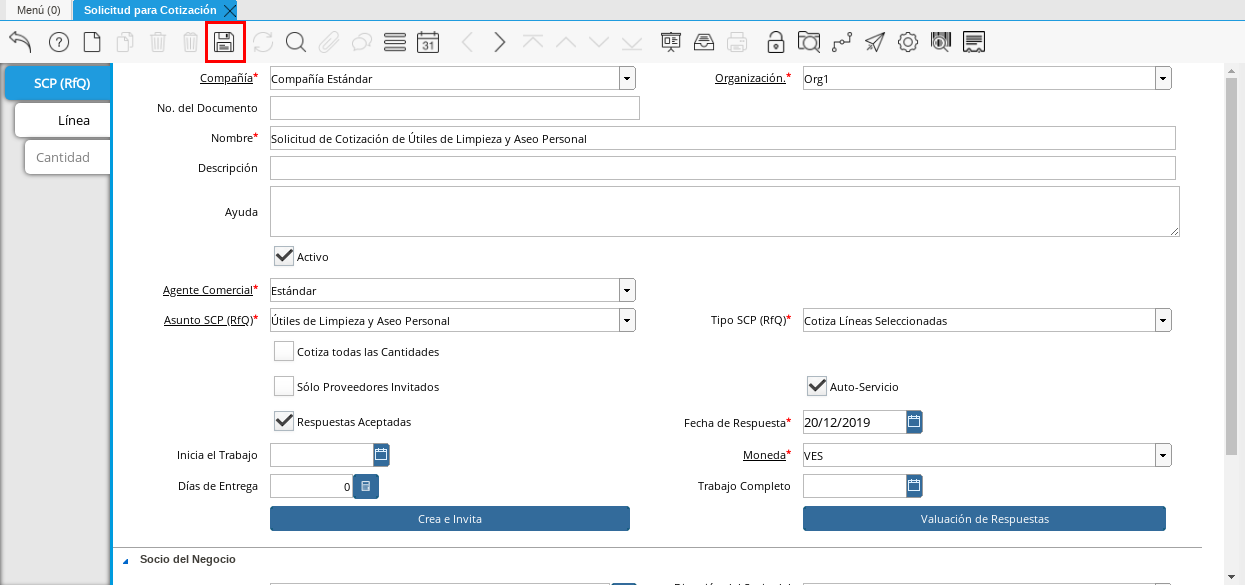 Menú (0) Solicitud para Cotización
31
SCP (RfQ)
Línea
Cantidad
Compañía* Compañía Estándar Organización.* Org1
No. del Documento
Nombre* Solicitud de Cotización de Útiles de Limpieza y Aseo Personal
Descripción
Ayuda
Activo
Agente Comercial* Estándar
Asunto SCP (RfQ)* Útiles de Limpieza y Aseo Personal Tipo SCP (RfQ)* Cotiza Líneas Seleccionadas
Cotiza todas las Cantidades
Sólo Proveedores Invitados Auto-Servicio
Respuestas Aceptadas Fecha de Respuesta* 20/12/2019
Inicia el Trabajo Moneda* VES
Días de Entrega 0 Trabajo Completo
Crea e Invita Valuación de Respuestas
Socio del Negocio